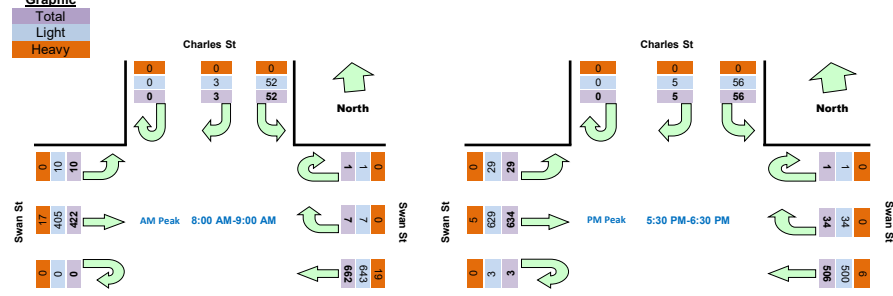 Graphic
Total
Light
Heavy
Charles St
0 0 0
0 3 52
0 3 52
North
0 10 10
1 1 0
Swan St
17 405 422
AM Peak 8:00 AM-9:00 AM
7 7 0
Swan St
0 0 0
662 643 19
Charles St
0 0 0
0 5 56
0 5 56
North
0 29 29
1 1 0
Swan St
5 629 634
PM Peak 5:30 PM-6:30 PM
34 34 0
Swan St
0 3 3
506 500 6